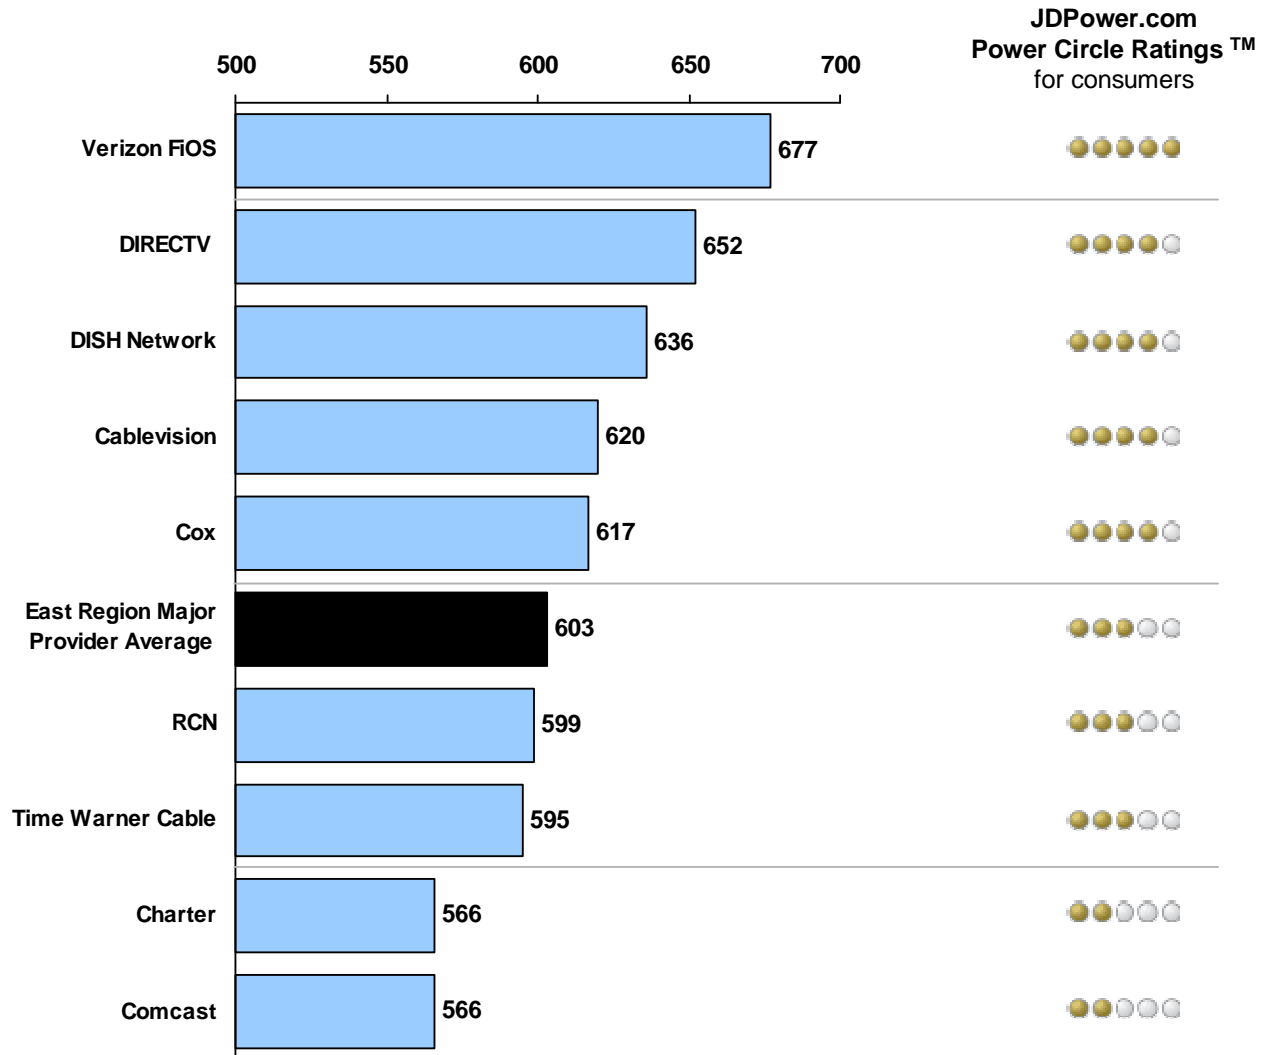 JDPower.com
Power Circle Ratings TM
for consumers
500 550 600 650 700
Verizon FiOS 677
DIRECTV 652
DISH Network 636
Cablevision 620
Cox 617
East Region Major
Provider Average 603
RCN 599
Time Warner Cable 595
Charter 566
Comcast 566